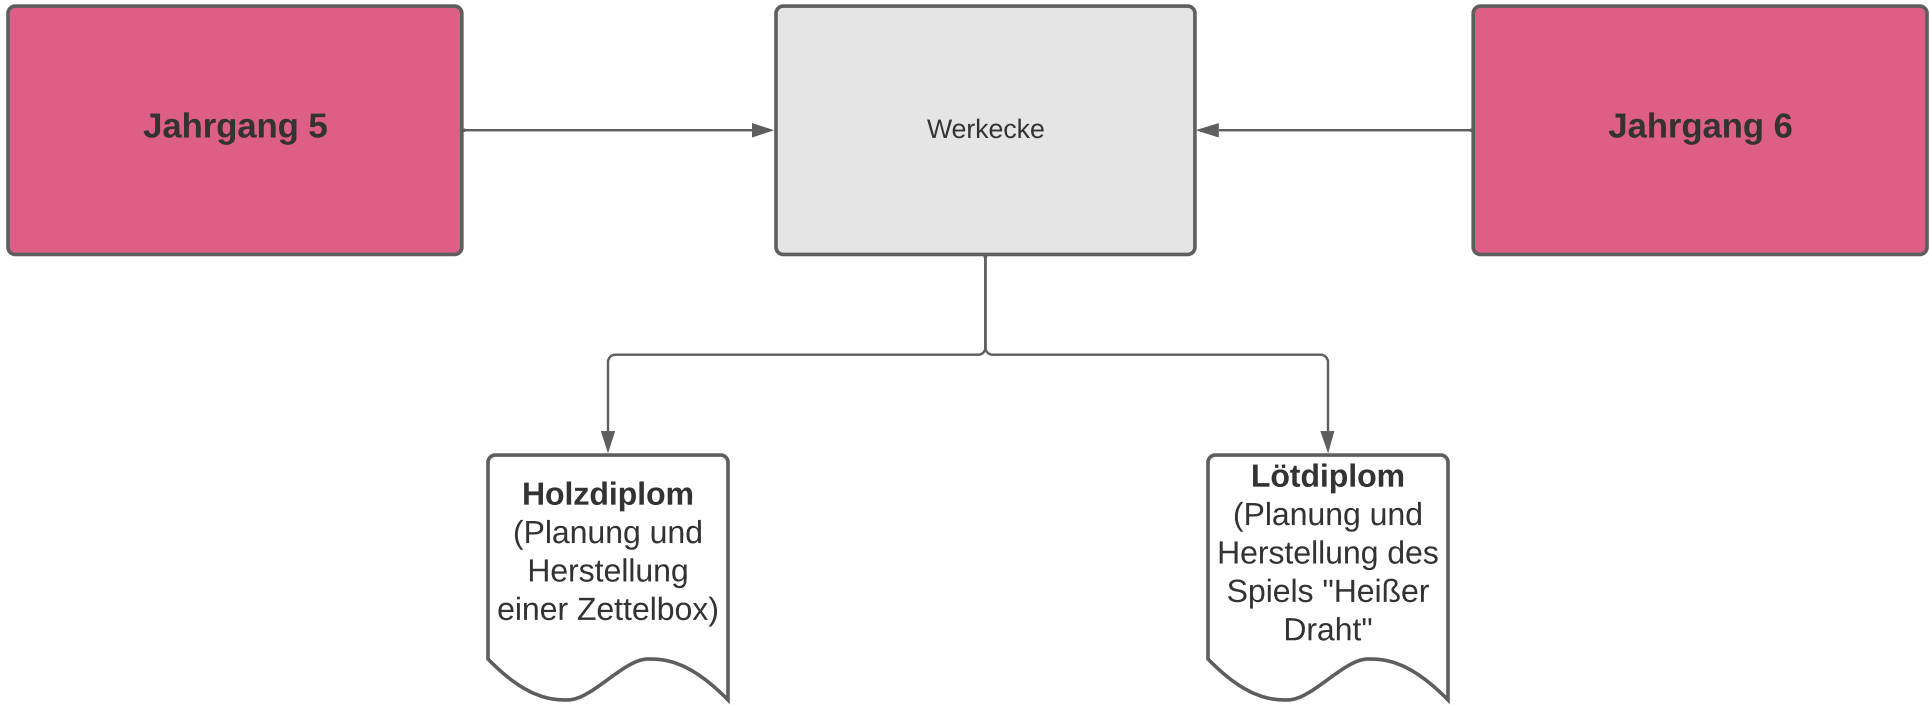 Jahrgang 5
Werkecke
Jahrgang 6
Holzdiplom
(Planung und
Herstellung
einer Zettelbox)
Lötdiplom
(Planung und
Herstellung des
Spiels "Heißer
Draht"